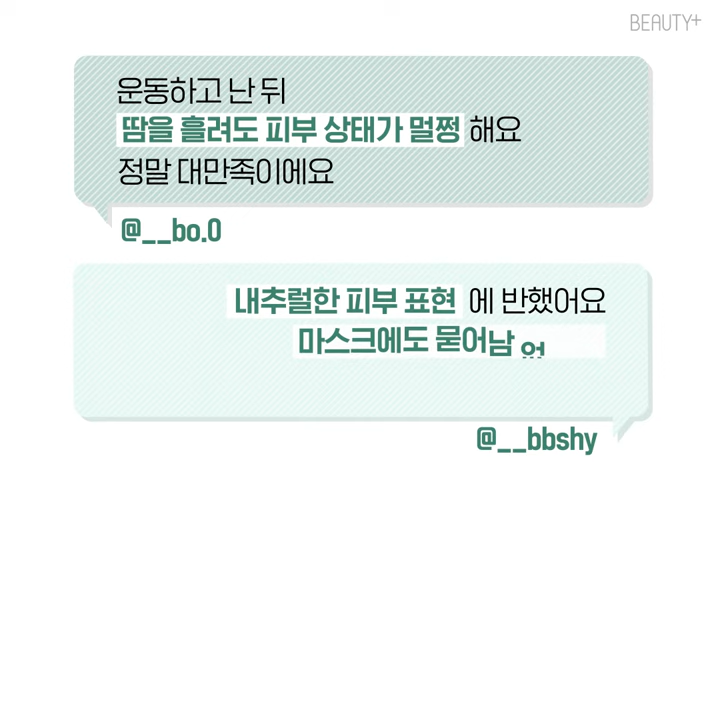 BEAUTY+
운동하고 난 뒤
땀을 흘려도 피부 상태가 멀쩡 해요
정말 대만족이에요
@__bo.0
내추럴한 피부 표현 에 반했어요
마스크에도 묻어남
@__bbshy